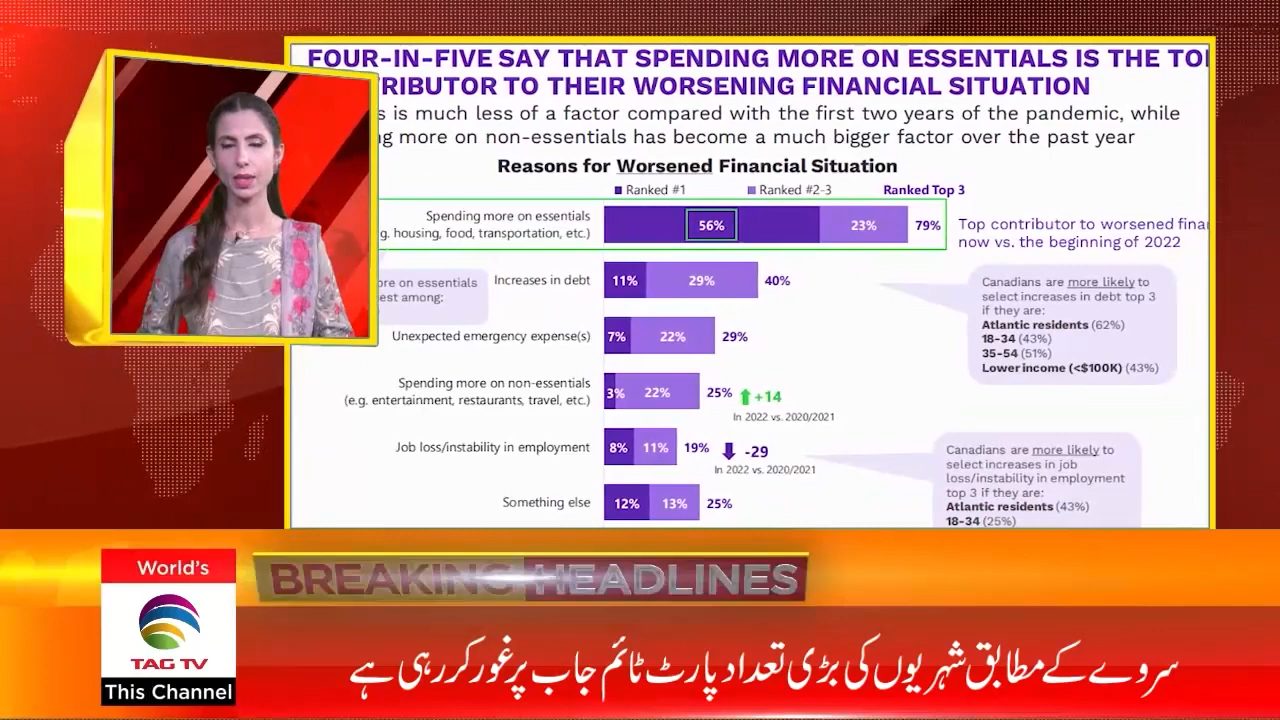 FOUR-IN-FIVE SAY THAT SPENDING MORE ON ESSENTIALS IS THE
TO THEIR WORSENING FINANCIAL SITUATION
is much less of a factor compared with the first two years of the pandemic, while
more on non-essentials has become a much bigger factor over the past year
Reasons for Worsened Financial Situation
Ranked #1
Ranked #2-3
Ranked Top 3
Spending more on essentials
housing, food, transportation, etc.)
56%
23%
79%
Top contributor to worsened
now vs. the beginning of 2022
on essentials
among:
Increases in debt
11%
29%
40%
Canadians are more likely to
select increases in debt top 3
if they are:
Atlantic residents (62%)
18-34 (43%)
35-54 (51%)
Lower income (<$100K) (43%)
Unexpected emergency expense(s)
7%
22%
29%
Spending more on non-essentials
(e.g. entertainment, restaurants, travel, etc.)
3%
22%
25%
+14
In 2022 vs. 2020/2021
Job loss/instability in employment
8%
11%
19%
-29
In 2022 vs. 2020/2021
Canadians are more likely to
select increases in job
loss/instability in employment
top 3 if they are:
Atlantic residents (43%)
18-34 (25%)
Something else
12%
13%
25%
World's
TAG TV
This Channel
BREAKING HEADLINES
سروے کے مطابق شہریوں کی بڑی تعداد پارٹ ٹائم جاب پر غور کر رہی ہے